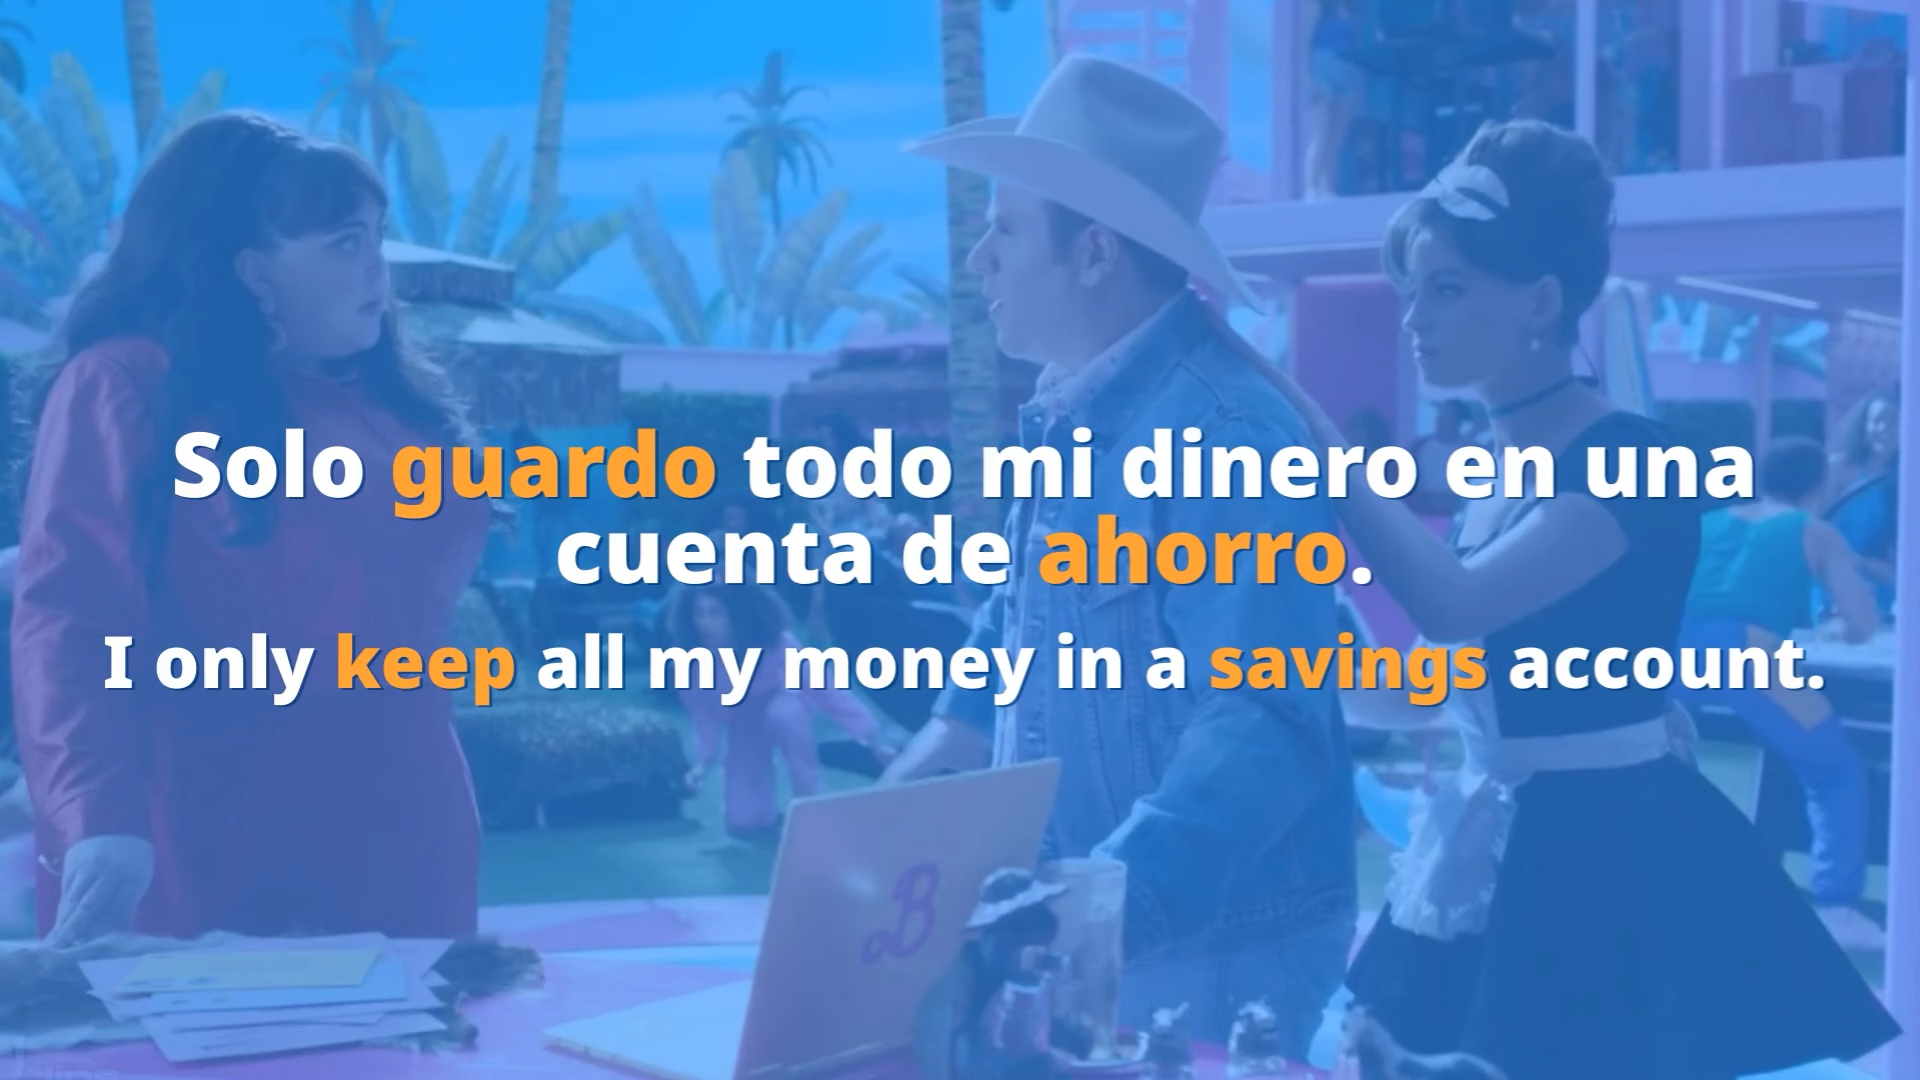 Solo guardo todo mi dinero en una
cuenta de ahorro.
I only keep all my money in a savings account.
B